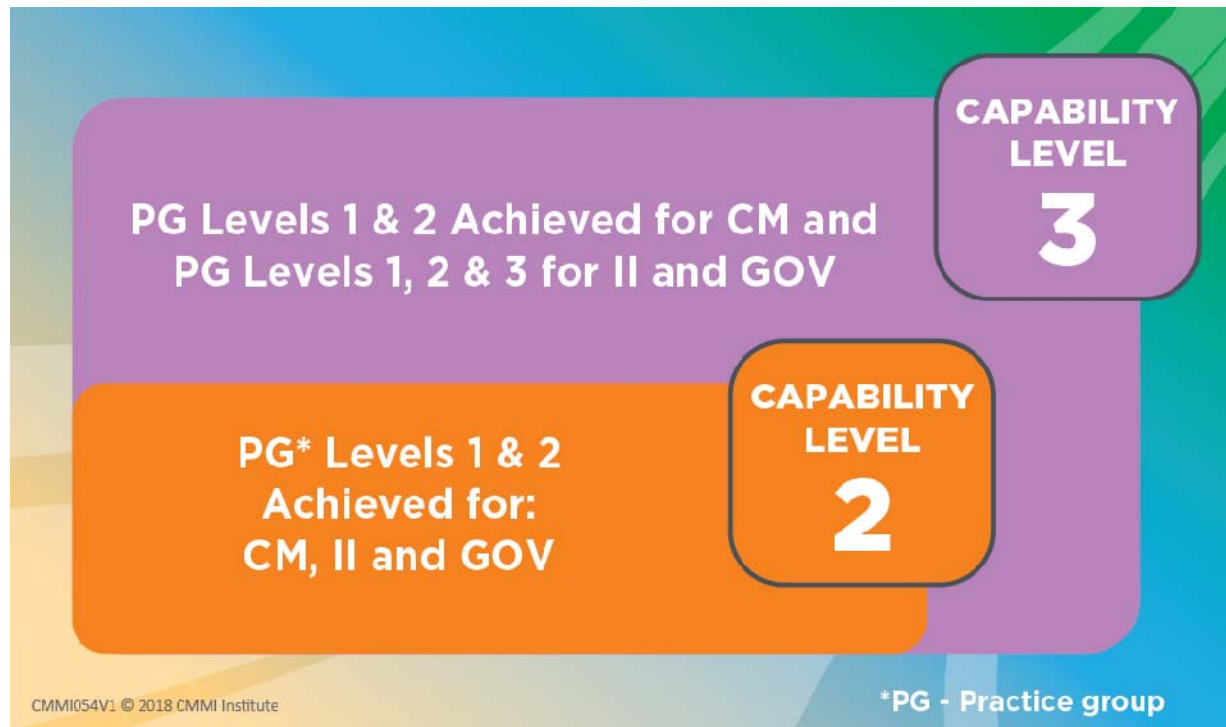 CAPABILITY
LEVEL
3
PG Levels 1 & 2 Achieved for CM and
PG Levels 1, 2 & 3 for II and GOV
CAPABILITY
LEVEL
2
PG* Levels 1 & 2
Achieved for:
CM, II and GOV
CMMI054V1 © 2018 CMMI Institute
*PG - Practice group